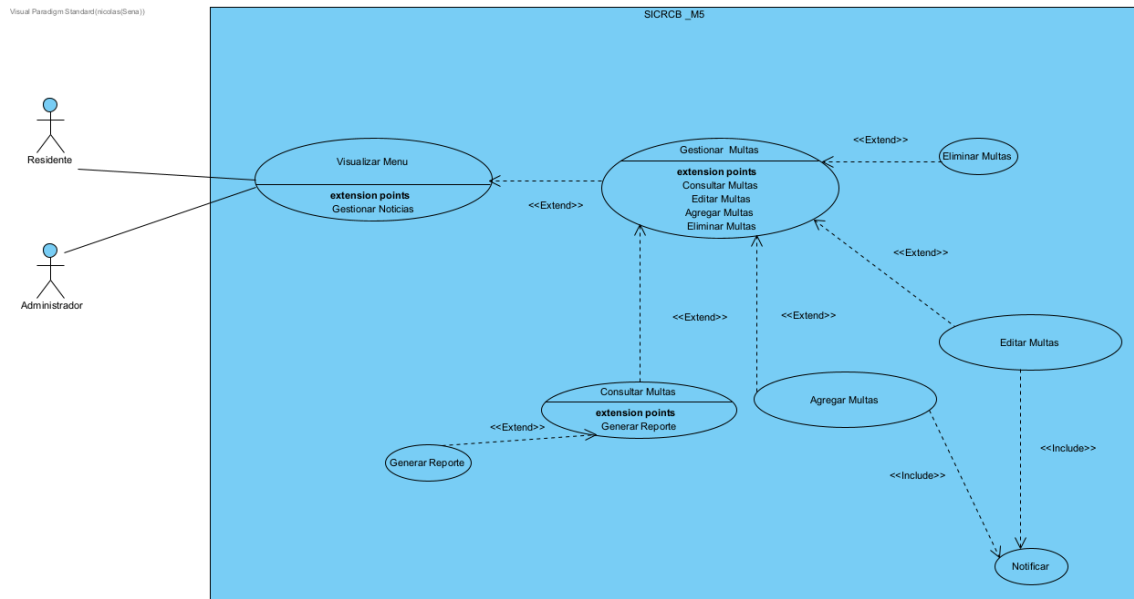 Visual Paradigm Standard(nicolas(Sena))
SICRCB _M5
Residente
Administrador
Visualizar Menu
extension points
Gestionar Noticias
<<Extend>>
Gestionar Multas
extension points
Consultar Multas
Editar Multas
Agregar Multas
Eliminar Multas
<<Extend>>
Eliminar Multas
<<Extend>>
<<Extend>>
<<Extend>>
Editar Multas
Consultar Multas
extension points
Generar Reporte
Agregar Multas
<<Extend>>
Generar Reporte
<<Include>>
<<Include>>
Notificar